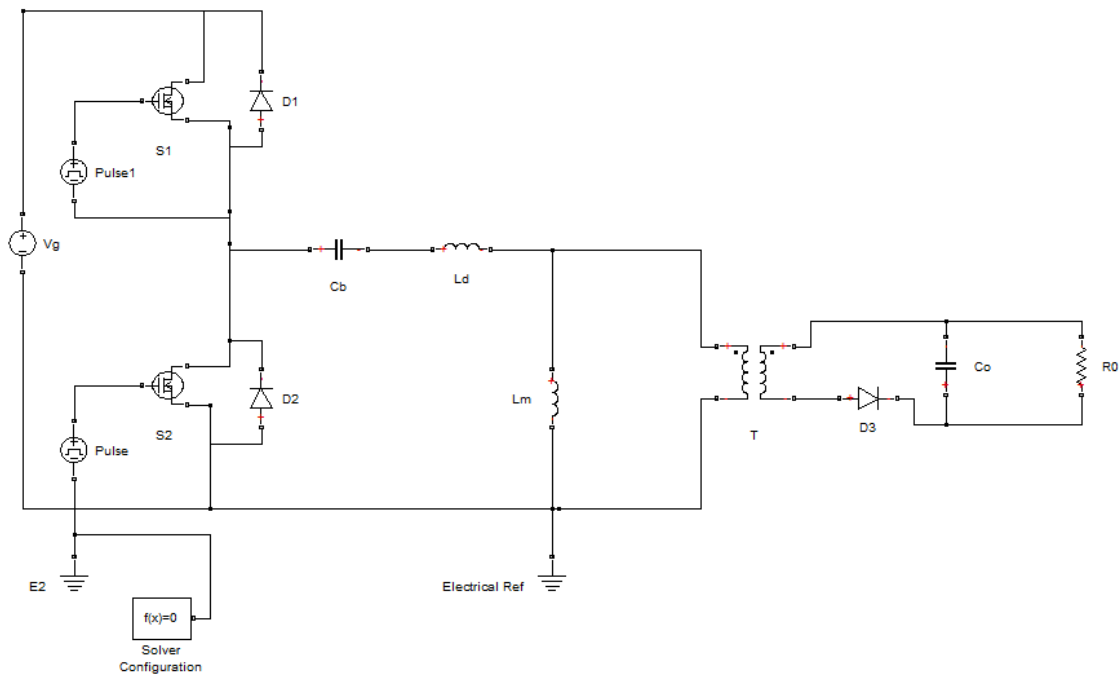 D1
S1
Pulse1
Vg
Cb
Ld
D2
Lm
S2
Pulse
T
D3
Co
R0
E2
Electrical Ref
f(x)=0
Solver
Configuration